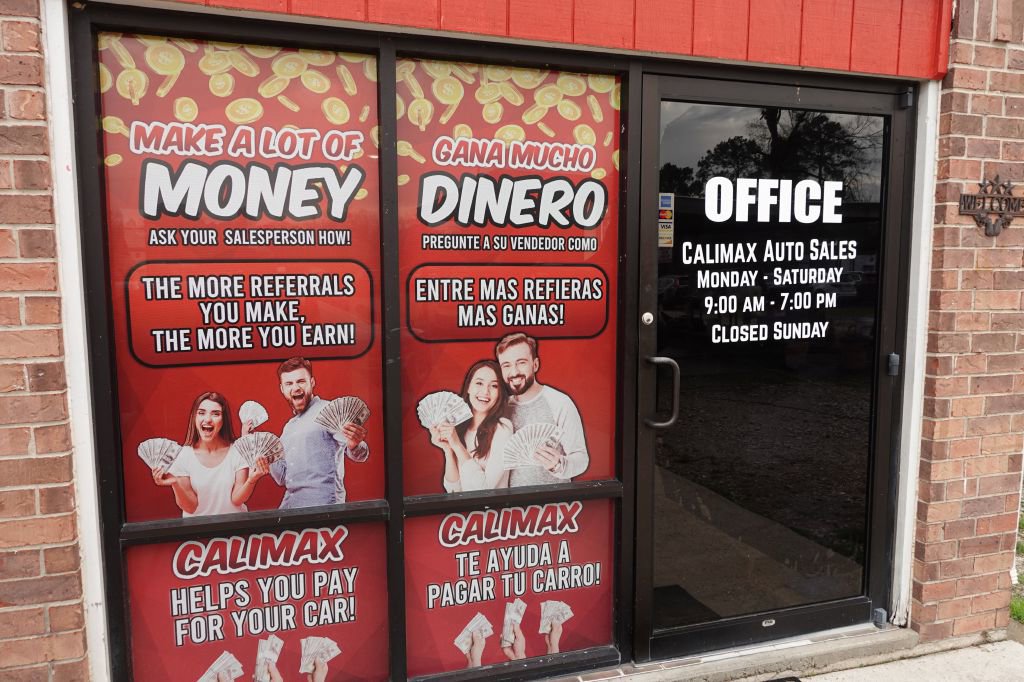 MAKE A LOT OF
MONEY
ASK YOUR SALESPERSON HOW!
THE MORE REFERRALS
YOU MAKE,
THE MORE YOU EARN!
CALIMAX
HELPS YOU PAY
FOR YOUR CAR!
GANA MUCHO
DINERO
PREGUNTE A SU VENDEDOR COMO
ENTRE MAS REFIERAS
MAS GANAS!
CALIMAX
TE AYUDA A
PAGAR TU CARRO!
VISA
OFFICE
CALIMAX AUTO SALES
MONDAY - SATURDAY
9:00 AM - 7:00 PM
CLOSED SUNDAY
WELCOME